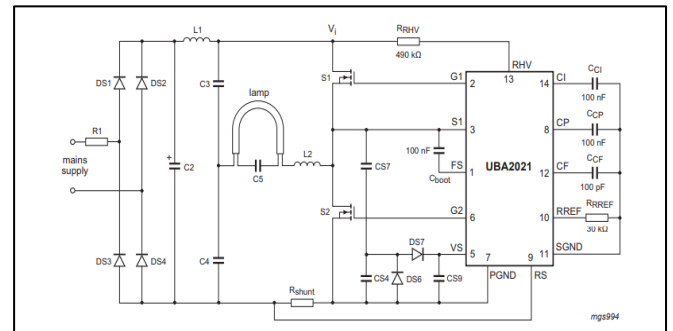 L1
Vi
RRHV
490 kΩ
RHV
13
DS1
DS2
C3
S1
G1
2
14
CI
CCI
100 nF
lamp
R1
mains
supply
C2
+
C5
L2
S1
3
8
CP
CCP
100 nF
CS7
100 nF
FS
1
Cboot
UBA2021
12
CF
CCF
100 pF
S2
G2
6
10
RREF
RRREF
30 kΩ
DS3
DS4
C4
DS7
VS
5
7
9
11
SGND
Rshunt
CS4
DS6
CS9
PGND
RS
mgs994